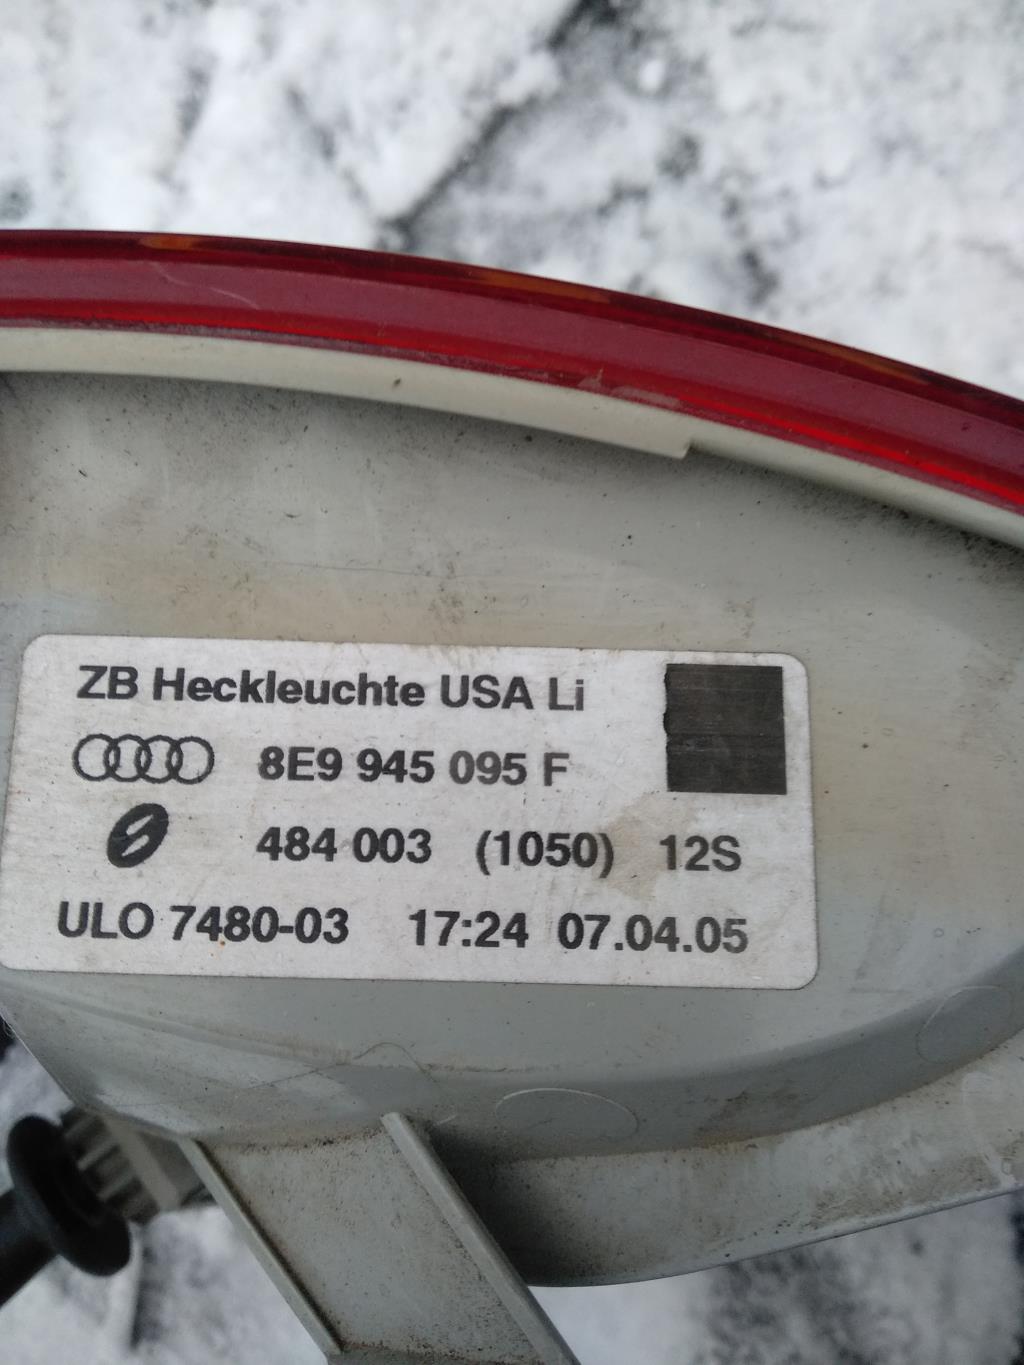 ZB Heckleuchte USA Li
8E9 945 095 F
484 003 (1050) 12S
ULO 7480-03 17:24 07.04.05